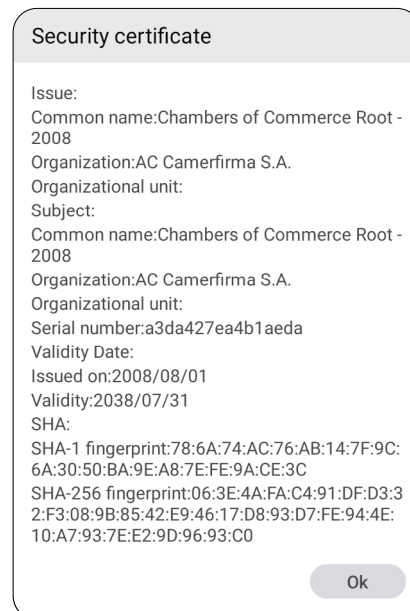 Security certificate
Issue:
Common name:Chambers of Commerce Root -
2008
Organization:AC Camerfirma S.A.
Organizational unit:
Subject:
Common name:Chambers of Commerce Root -
2008
Organization:AC Camerfirma S.A.
Organizational unit:
Serial number:a3da427ea4b1aeda
Validity Date:
Issued on:2008/08/01
Validity:2038/07/31
SHA:
SHA-1 fingerprint:78:6A:74:AC:76:AB:14:7F:9C:
6A:30:50:BA:9E:A8:7E:FE:9A:CE:3C
SHA-256 fingerprint:06:3E:4A:FA:C4:91:DF:D3:3
2:F3:08:9B:85:42:E9:46:17:D8:93:D7:FE:94:4E:
10:A7:93:7E:E2:9D:96:93:C0
Ok